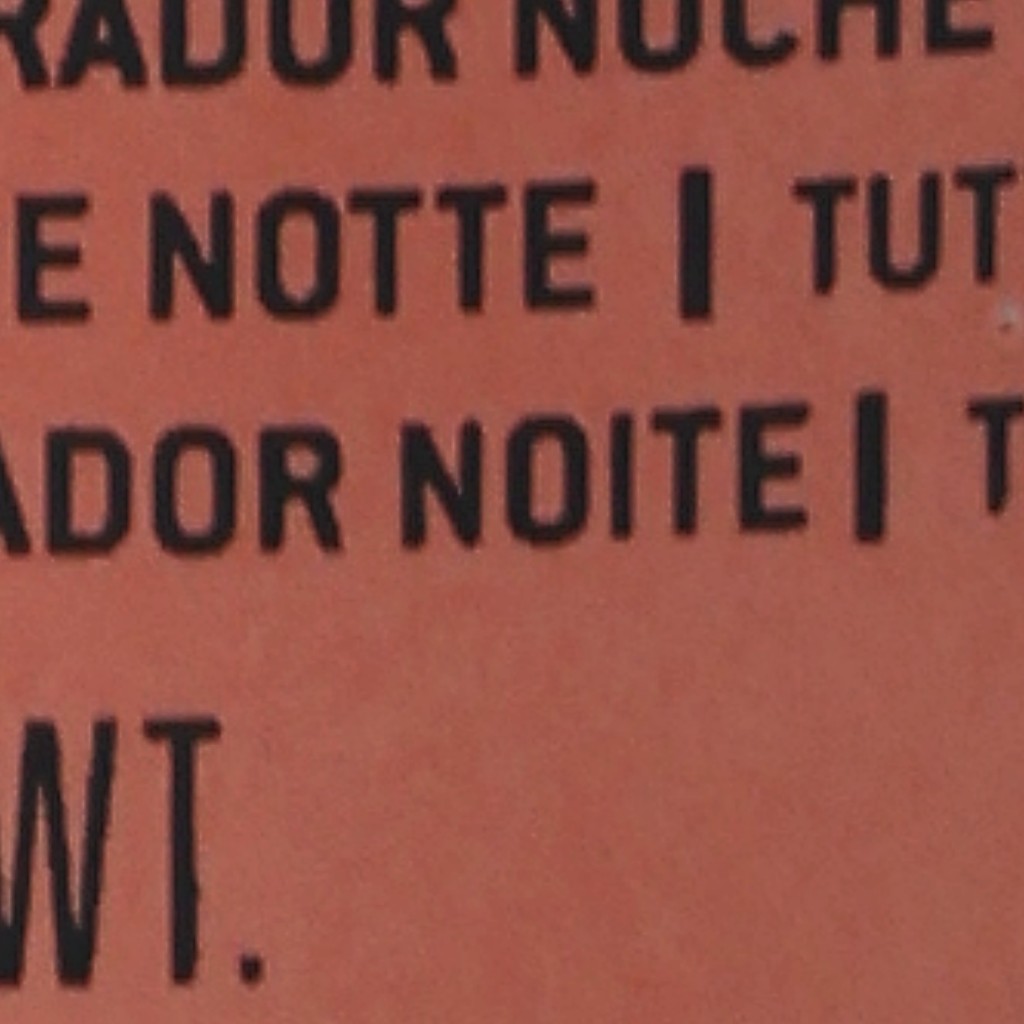 RADOR NOCHE
E NOTTE | TUT
ADOR NOITE | T
WT.